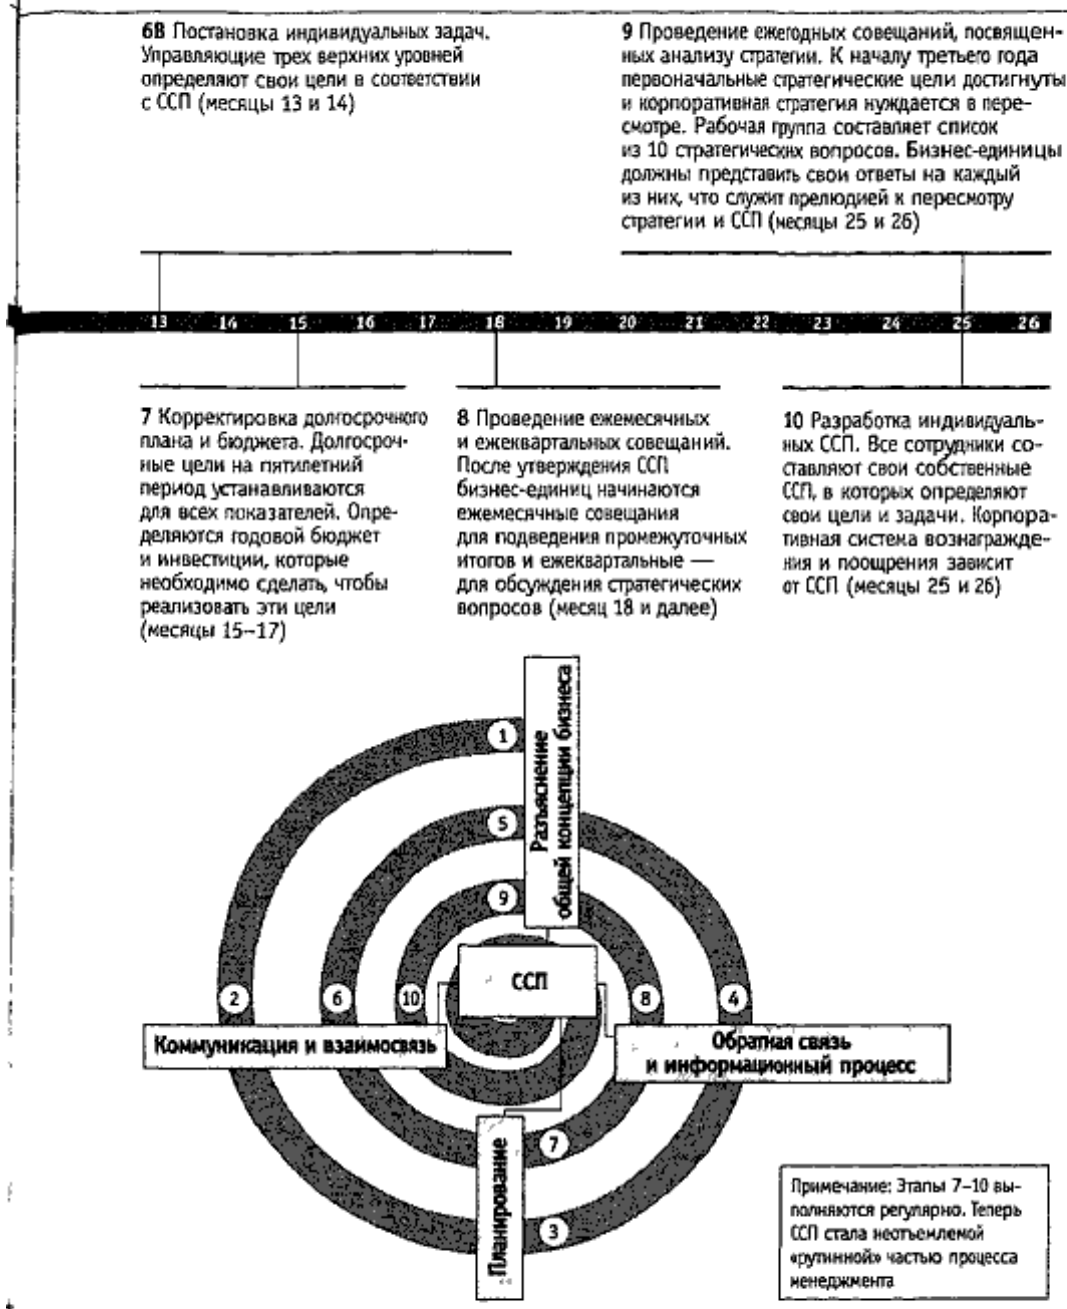 6В Постановка индивидуальных задач.
Управляющие трех верхних уровней
определяют свои цели в соответствии
с ССП (месяцы 13 и 14)
9 Проведение ежегодных совещаний, посвящен-
ных анализу стратегии. К началу третьего года
первоначальные стратегические цели достигнуты
и корпоративная стратегия нуждается в пере-
смотре. Рабочая группа составляет список
из 10 стратегических вопросов. Бизнес-единицы
должны представить свои ответы на каждый
из них, что служит прелюдией к пересмотру
стратегии и ССП (месяцы 25 и 26)
13 14 15 16 17 18 19 20 21 22 23 24 25 26
7 Корректировка долгосрочного
плана и бюджета. Долгосроч-
ные цели на пятилетний
период устанавливаются
для всех показателей. Опре-
деляются годовой бюджет
и инвестиции, которые
необходимо сделать, чтобы
реализовать эти цели
(месяцы 15–17)
8 Проведение ежемесячных
и ежеквартальных совещаний.
После утверждения ССП
бизнес-единиц начинаются
ежемесячные совещания
для подведения промежуточных
итогов и ежеквартальные —
для обсуждения стратегических
вопросов (месяц 18 и далее)
10 Разработка индивидуаль-
ных ССП. Все сотрудники со-
ставляют свои собственные
ССП, в которых определяют
свои цели и задачи. Корпора-
тивная система вознагражде-
ния и поощрения зависит
от ССП (месяцы 25 и 26)
Разъяснение
общей концепции бизнеса
1
5
9
ССП
2 6 10 8 4
Коммуникация и взаимосвязь
Обратная связь
и информационный процесс
Планирование
7
3
Примечание: Этапы 7–10 вы-
полняются регулярно. Теперь
ССП стала неотъемлемой
«рутинной» частью процесса
менеджмента